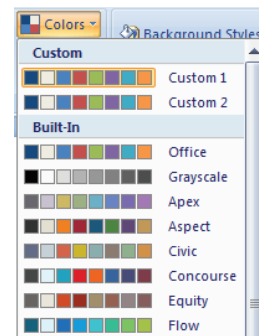 Colors
Background Styles
Custom
Custom 1
Custom 2
Built-In
Office
Grayscale
Apex
Aspect
Civic
Concourse
Equity
Flow